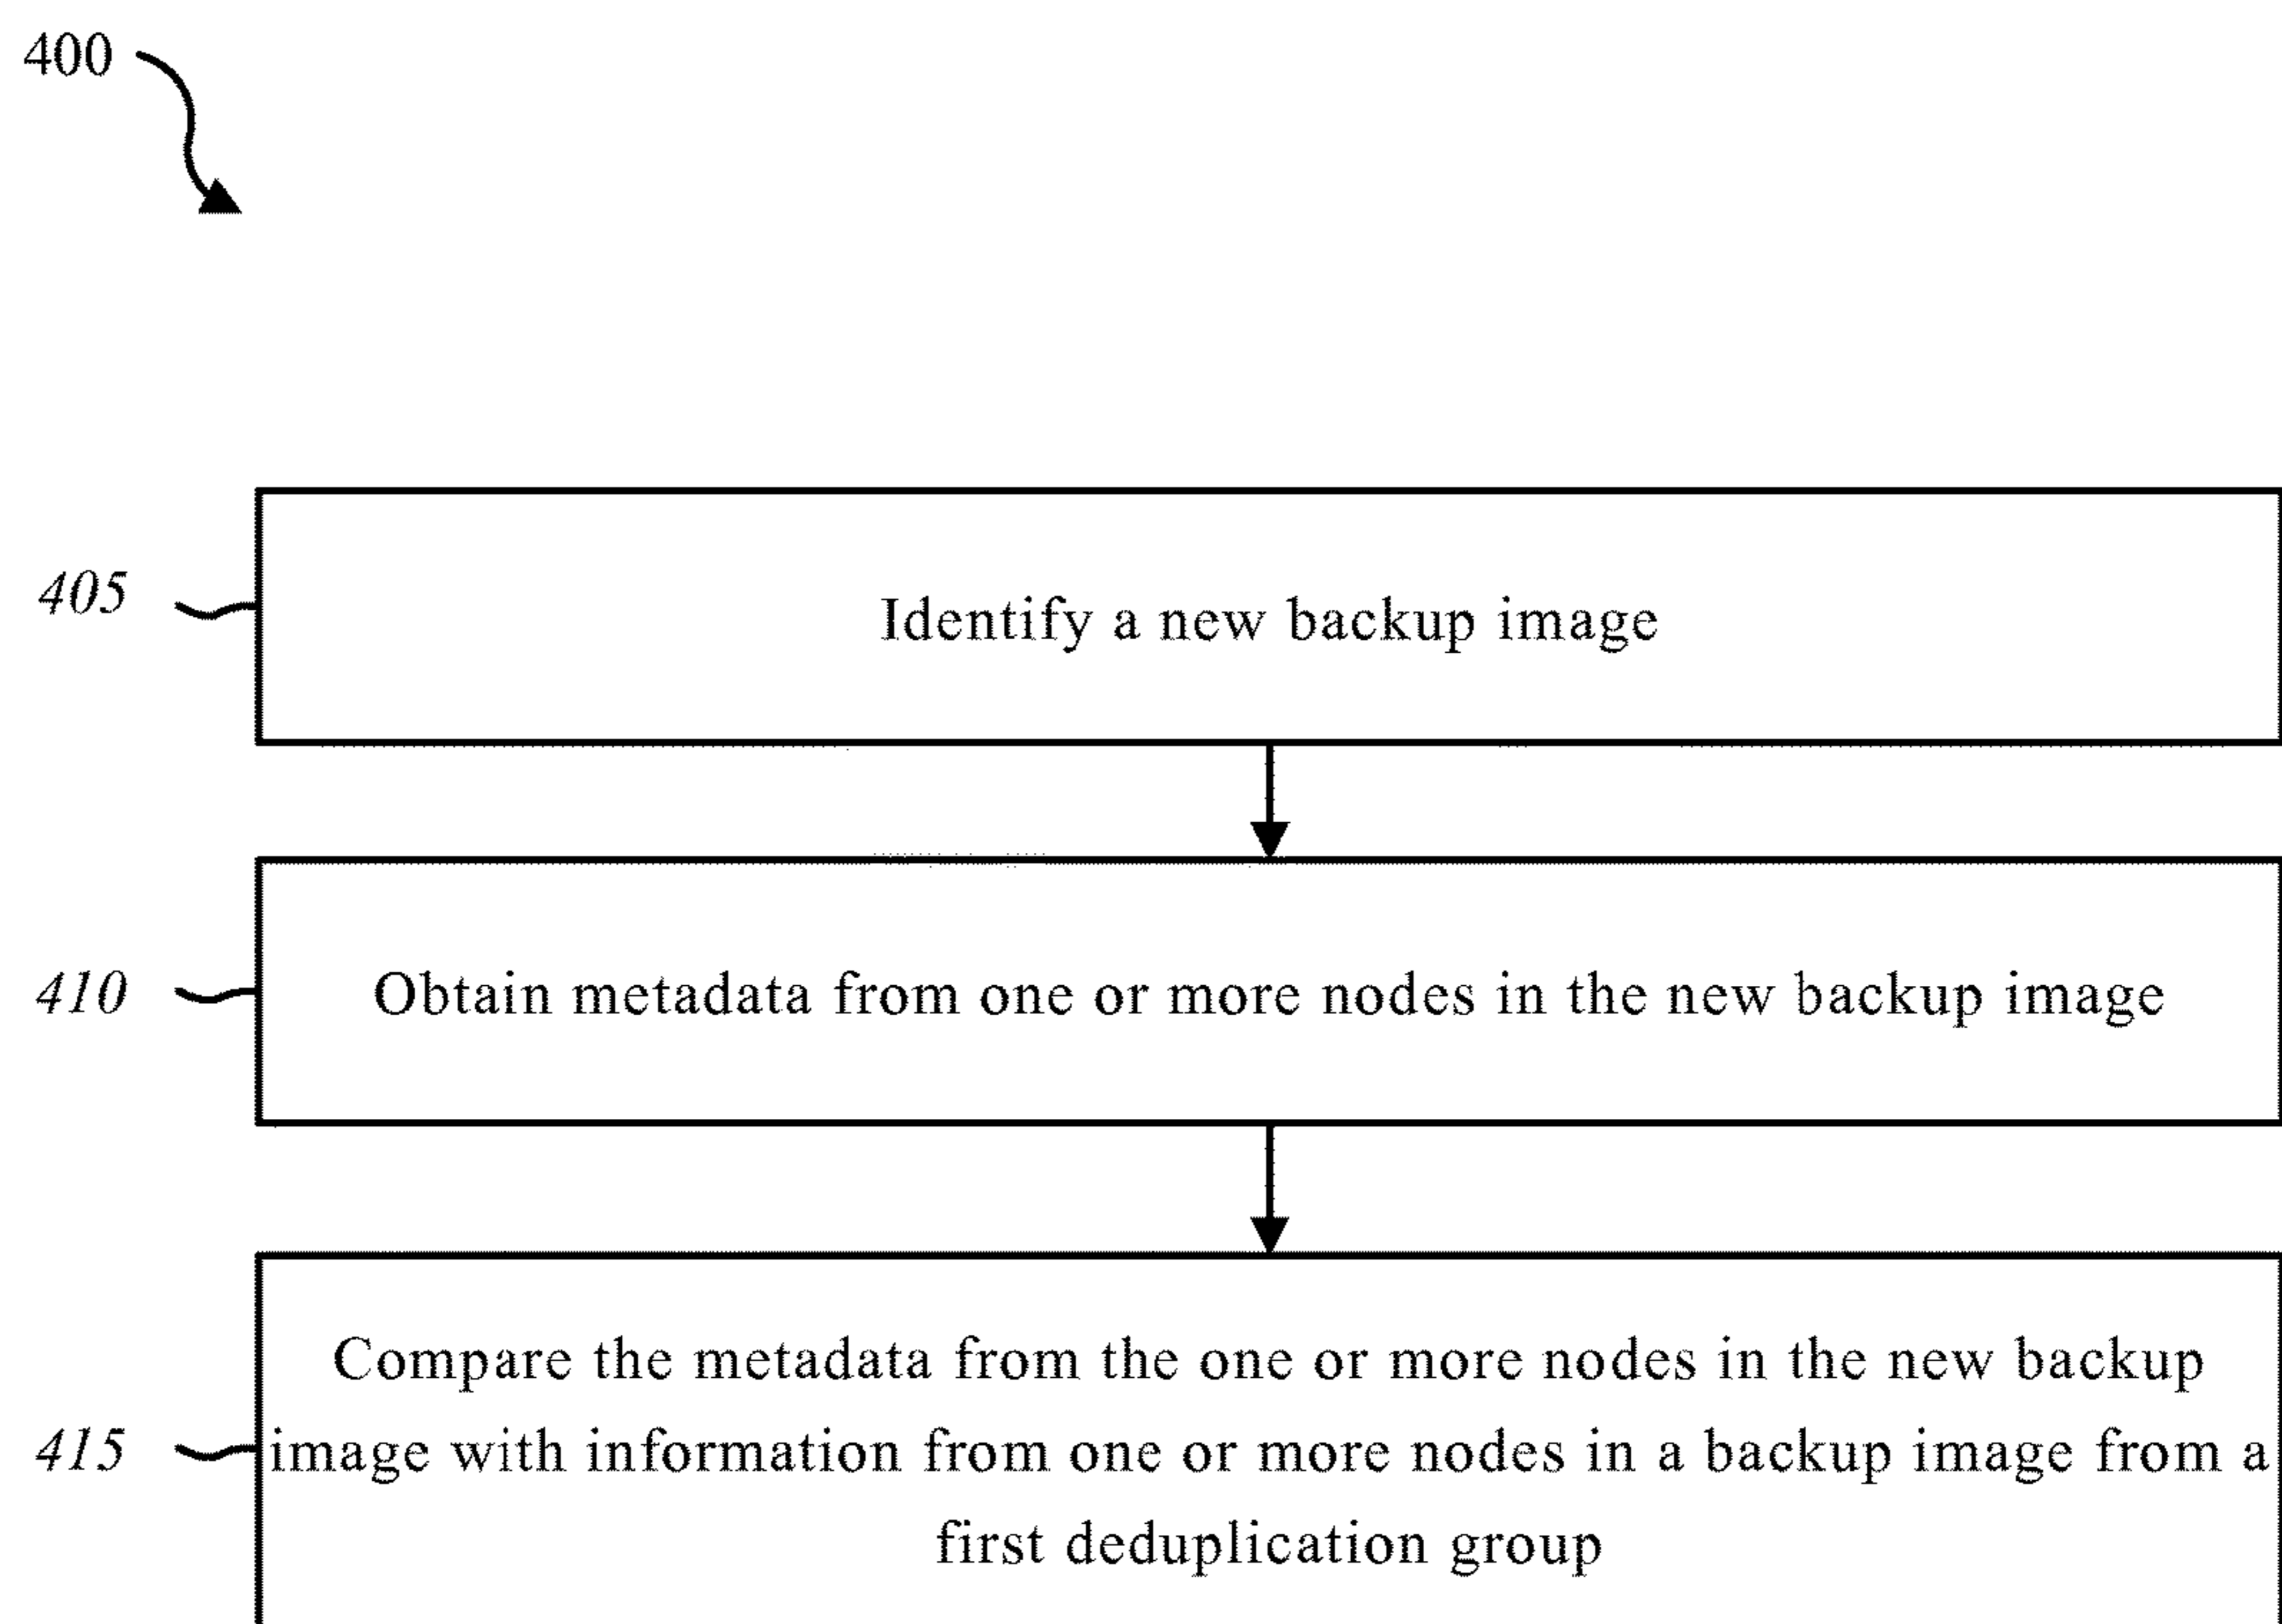 400
405
Identify a new backup image
410
Obtain metadata from one or more nodes in the new backup image
Compare the metadata from the one or more nodes in the new backup
415
image with information from one or more nodes in a backup image from a
first deduplication group